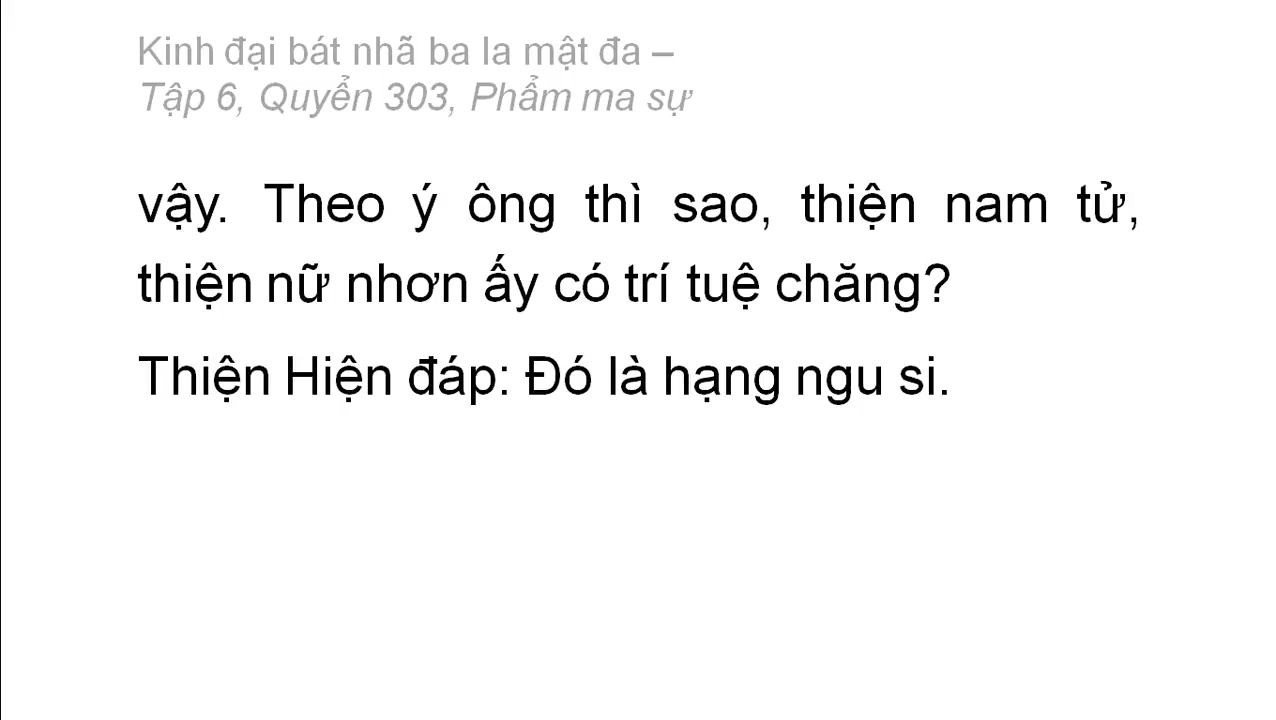 Kinh đại bát nhã ba la mật đa –
Tập 6, Quyển 303, Phẩm ma sự
vậy. Theo ý ông thì sao, thiện nam tử,
thiện nữ nhơn ấy có trí tuệ chăng?
Thiện Hiện đáp: Đó là hạng ngu si.